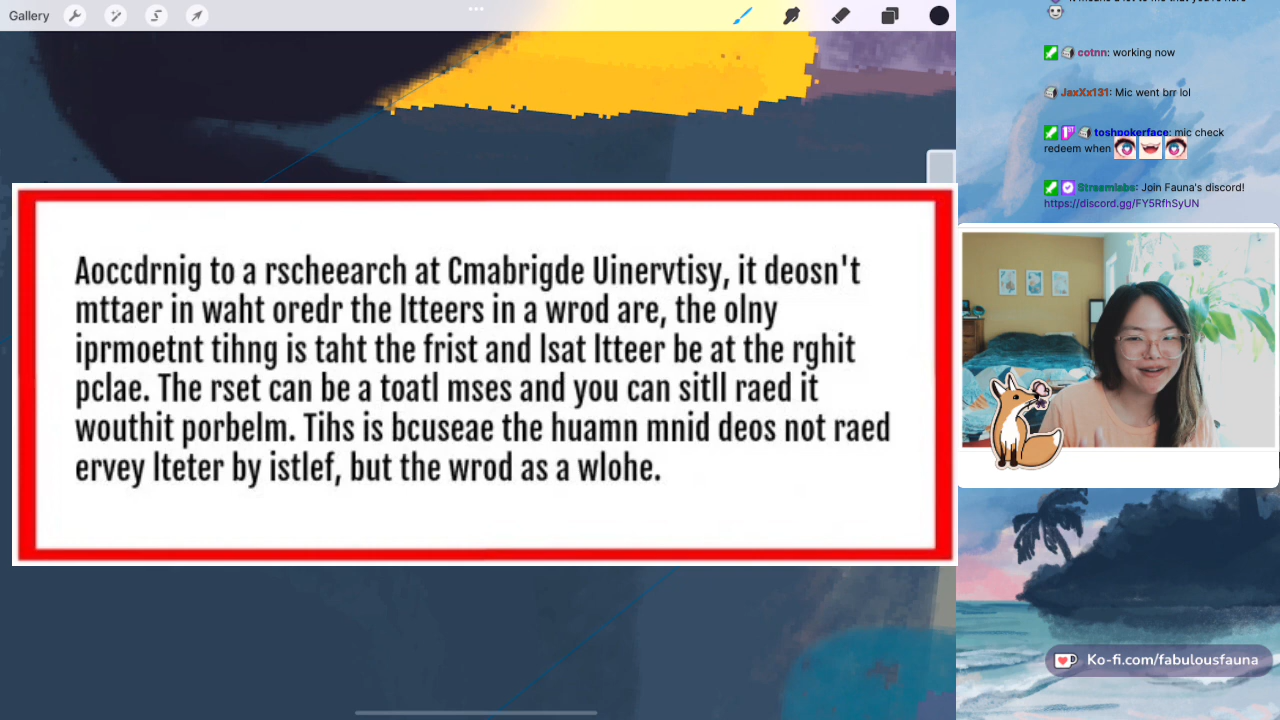 Gallery
Aoccdrnig to a rscheearch at Cmabrigde Uinervtisy, it deosn't
mttaer in waht oredr the ltteers in a wrod are, the olny
iprmoetnt tihng is taht the frist and lsat ltteer be at the rghit
pclae. The rset can be a toatl mses and you can sitll raed it
wouthit porbelm. Tihs is bcuseae the huamn mnid deos not raed
ervey lteter by istlef, but the wrod as a wlohe.
cotnn: working now
JaxXx131: Mic went brr lol
1st toshpokerface: mic check
redeem when
Streamlabs: Join Fauna's discord!
https://discord.gg/FY5RfhSyUN
Ko-fi.com/fabulousfauna